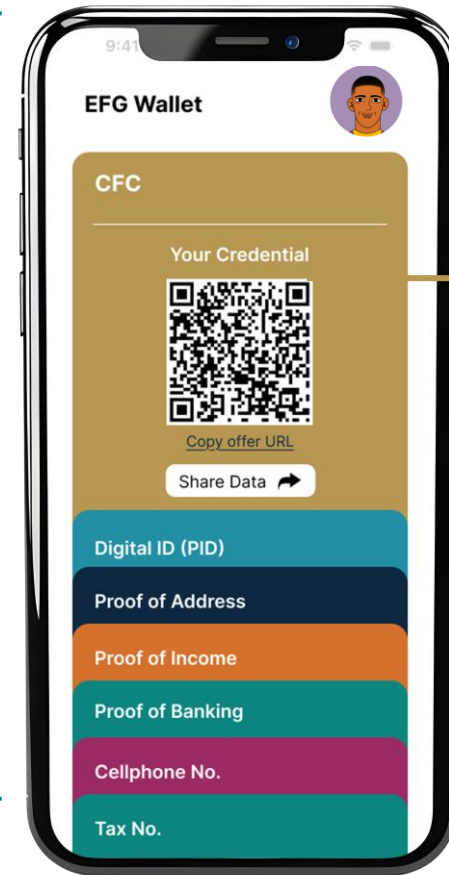 9:41
EFG Wallet
CFC
Your Credential
Copy offer URL
Share Data
Digital ID (PID)
Proof of Address
Proof of Income
Proof of Banking
Cellphone No.
Tax No.